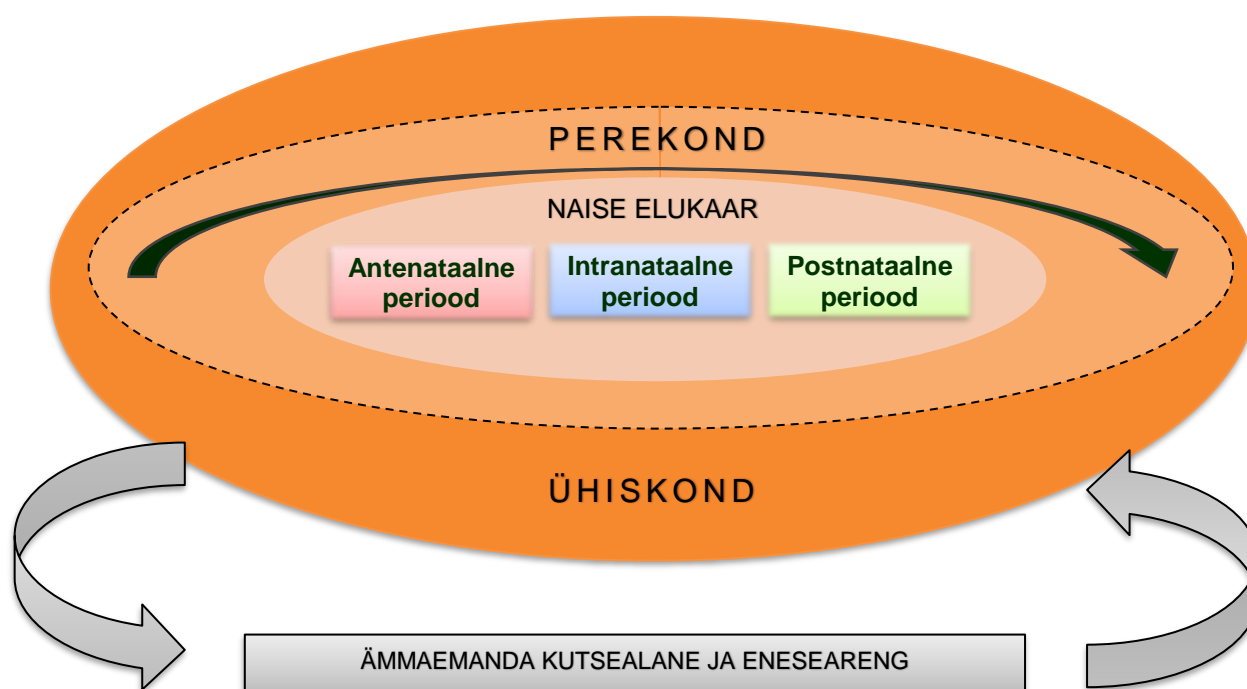 PEREKOND
NAISE ELUKAAR
Antenataalne
periood
Intranataalne
periood
Postnataalne
periood
ÜHISKOND
ÄMMAEMANDA KUTSEALANE JA ENESEARENG